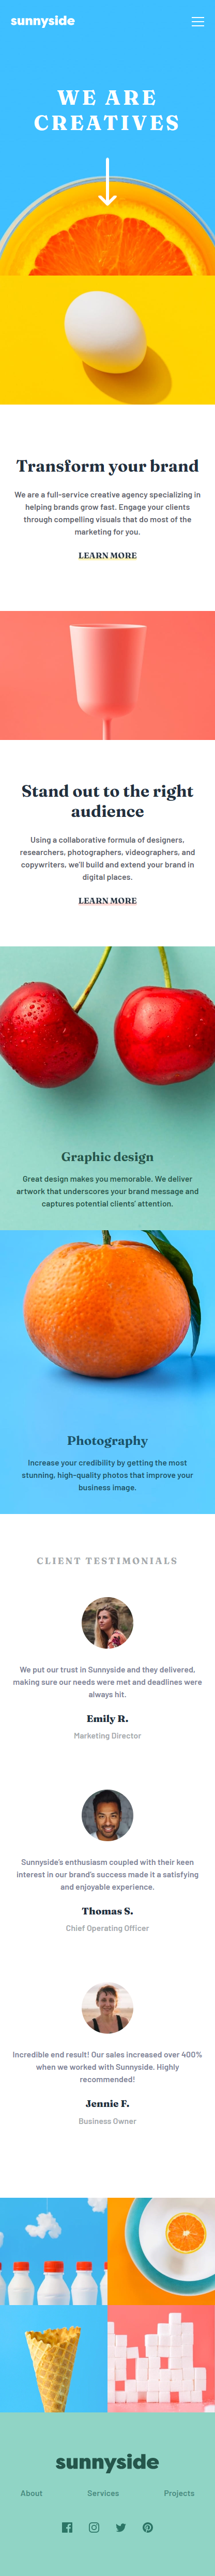 sunnyside
WE ARE
CREATIVES
Transform your brand
We are a full-service creative agency specializing in
helping brands grow fast. Engage your clients
through compelling visuals that do most of the
marketing for you.
LEARN MORE
Stand out to the right
audience
Using a collaborative formula of designers,
researchers, photographers, videographers, and
copywriters, we'll build and extend your brand in
digital places.
LEARN MORE
Graphic design
Great design makes you memorable. We deliver
artwork that underscores your brand message and
captures potential clients' attention.
Photography
Increase your credibility by getting the most
stunning, high-quality photos that improve your
business image.
CLIENT TESTIMONIALS
We put our trust in Sunnyside and they delivered,
making sure our needs were met and deadlines were
always hit.
Emily R.
Marketing Director
Sunnyside's enthusiasm coupled with their keen
interest in our brand's success made it a satisfying
and enjoyable experience.
Thomas S.
Chief Operating Officer
Incredible end result! Our sales increased over 400%
when we worked with Sunnyside. Highly
recommended!
Jennie F.
Business Owner
sunnyside
About Services Projects